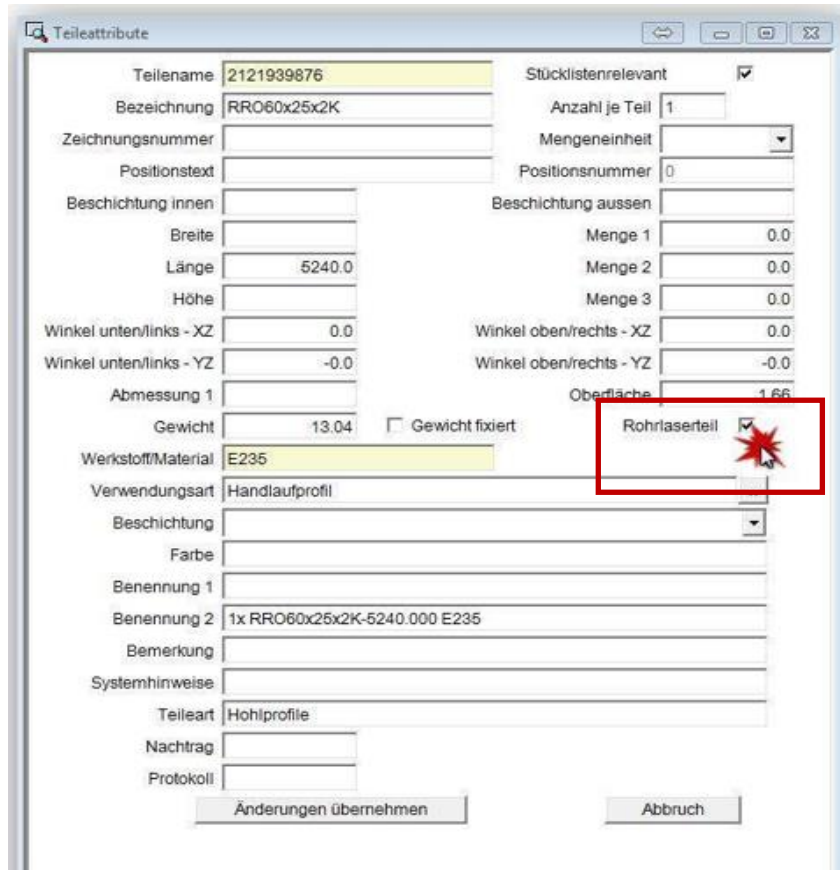 Teileattribute
Teilename 2121939876 Stücklistenrelevant
Bezeichnung RRO60x25x2K Anzahl je Teil 1
Zeichnungsnummer Mengeneinheit
Positionstext Positionsnummer 0
Beschichtung innen Beschichtung aussen
Breite Menge 1 0.0
Länge 5240.0 Menge 2 0.0
Höhe Menge 3 0.0
Winkel unten/links - XZ 0.0 Winkel oben/rechts - XZ 0.0
Winkel unten/links - YZ -0.0 Winkel oben/rechts - YZ -0.0
Abmessung 1 Oberfläche 1.66
Gewicht 13.04 Gewicht fixiert Rohrlaserteil
Werkstoff/Material E235
Verwendungsart Handlaufprofil
Beschichtung
Farbe
Benennung 1
Benennung 2 1x RRO60x25x2K-5240.000 E235
Bemerkung
Systemhinweise
Teileart Hohlprofile
Nachtrag
Protokoll
Änderungen übernehmen Abbruch